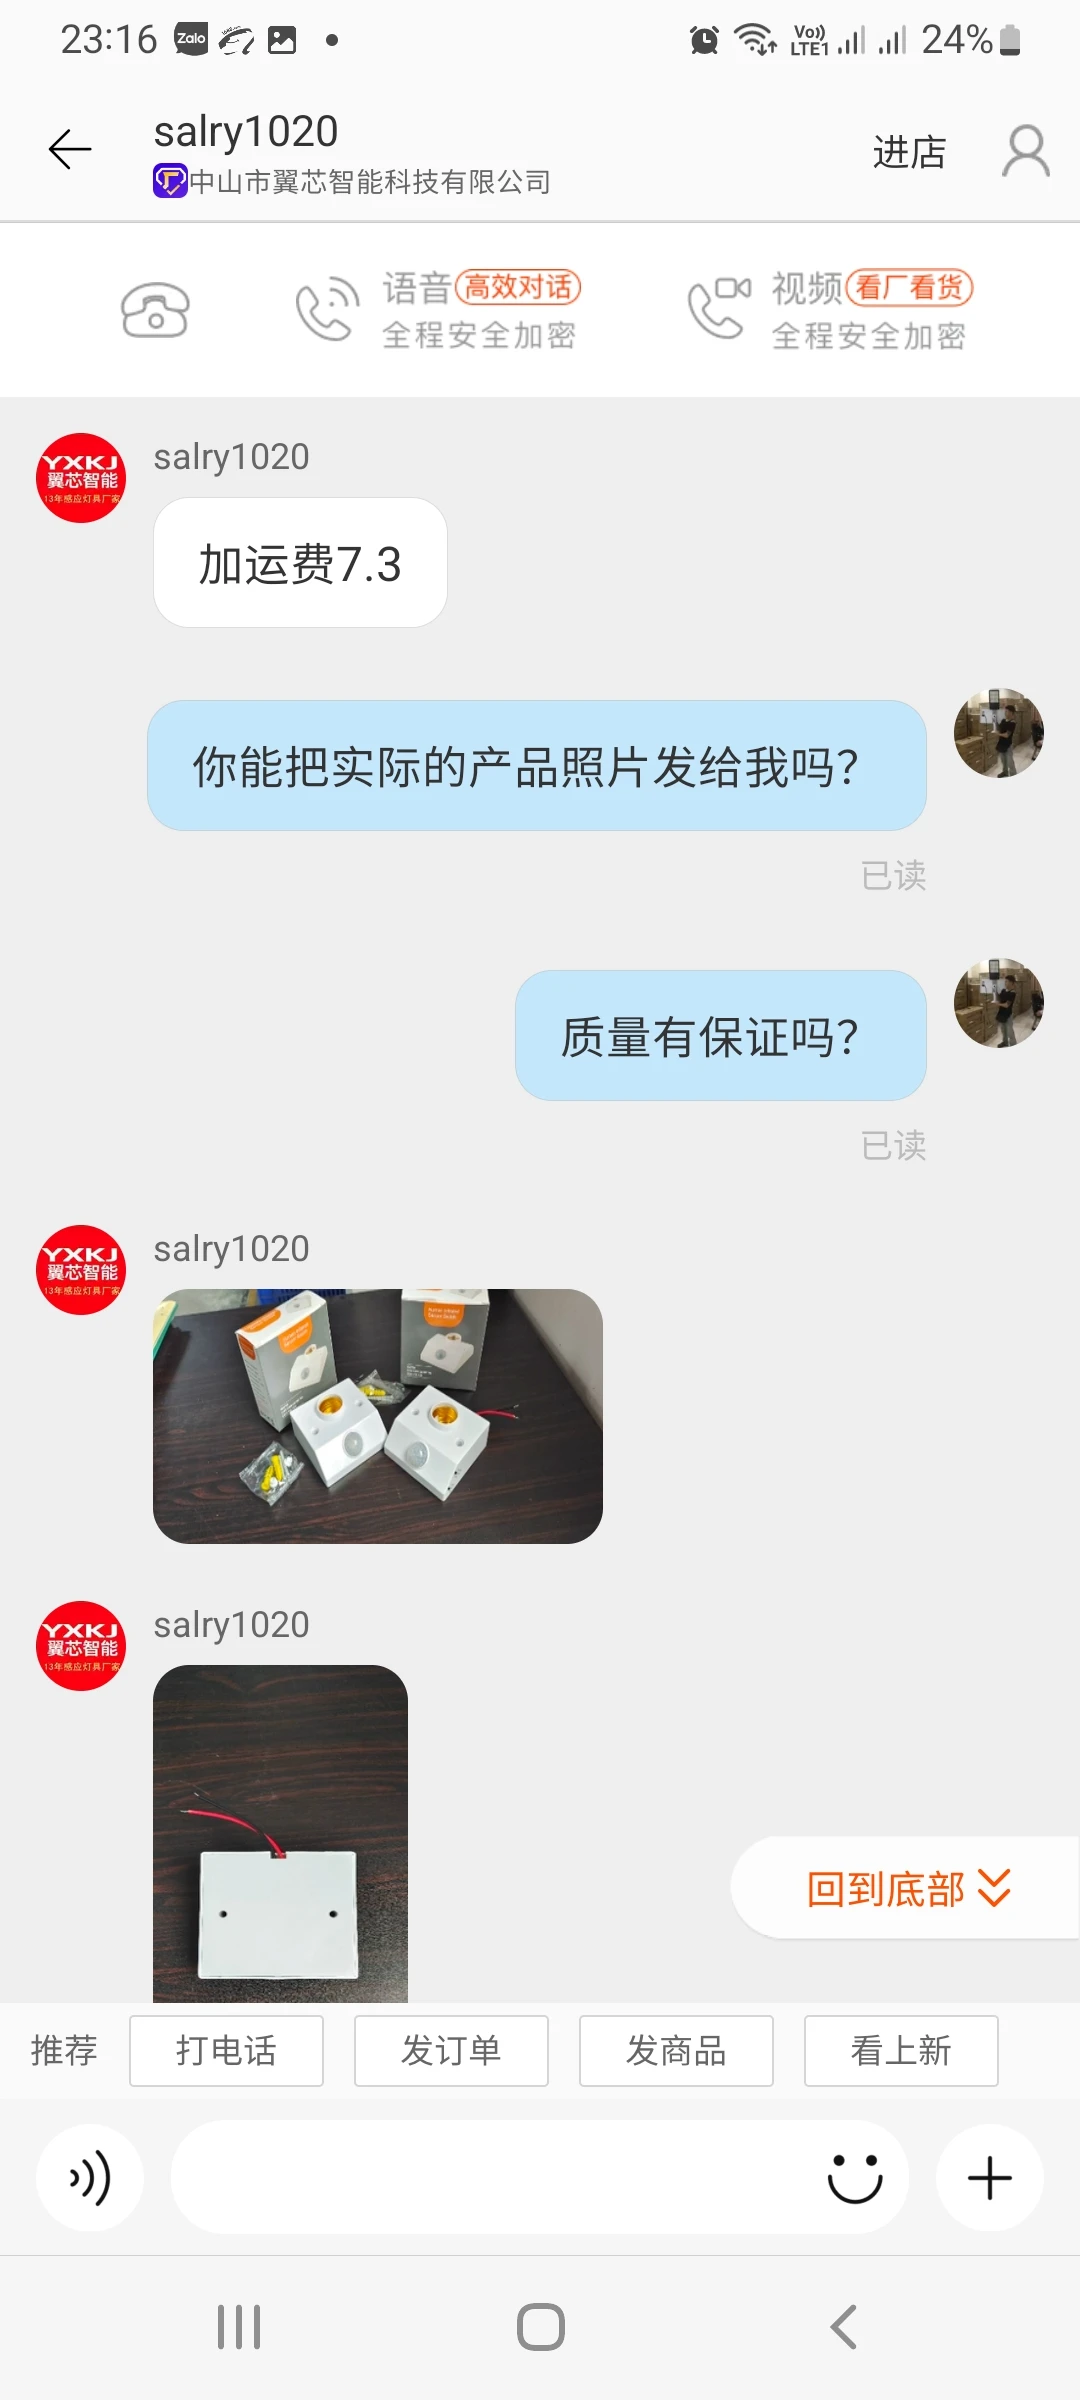 23:16
Zalo
Vo))
LTE1
24%
salry1020
中山市翼芯智能科技有限公司
进店
语音 高效对话
全程安全加密
视频 看厂看货
全程安全加密
YXKJ
翼芯智能
13年感应灯具厂家
salry1020
加运费7.3
你能把实际的产品照片发给我吗？
已读
质量有保证吗？
已读
YXKJ
翼芯智能
13年感应灯具厂家
salry1020
YXKJ
翼芯智能
13年感应灯具厂家
salry1020
回到底部
推荐
打电话
发订单
发商品
看上新